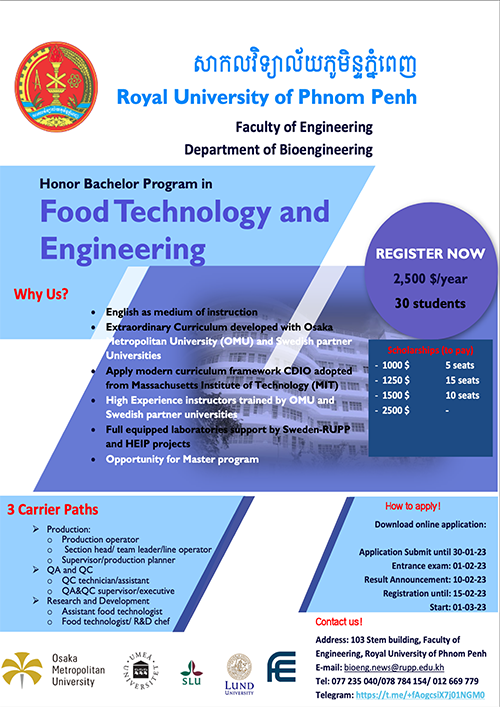 សាកលវិទ្យាល័យភូមិន្ទភ្នំពេញ
Royal University of Phnom Penh
Faculty of Engineering
Department of Bioengineering
Honor Bachelor Program in
Food Technology and
Engineering
REGISTER NOW
2,500 $/year
30 students
Why Us?
• English as medium of instruction
• Extraordinary Curriculum developed with Osaka
Metropolitan University (OMU) and Swedish partner
Universities
• Apply modern curriculum framework CDIO adopted
from Massachusetts Institute of Technology (MIT)
• High Experience instructors trained by OMU and
Swedish partner universities
• Full equipped laboratories support by Sweden-RUPP
and HEIP projects
• Opportunity for Master program
Scholarships (to pay)
- 1000 $ 5 seats
- 1250 $ 15 seats
- 1500 $ 10 seats
- 2500 $ -
3 Carrier Paths
➢ Production:
o Production operator
o Section head/ team leader/line operator
o Supervisor/production planner
➢ QA and QC
o QC technician/assistant
o QA&QC supervisor/executive
➢ Research and Development
o Assistant food technologist
o Food technologist/ R&D chef
How to apply!
Download online application:
Application Submit until 30-01-23
Entrance exam: 01-02-23
Result Announcement: 10-02-23
Registration until: 15-02-23
Start: 01-03-23
Contact us!
Address: 103 Stem building, Faculty of
Engineering, Royal University of Phnom Penh
E-mail: bioeng.news@rupp.edu.kh
Tel: 077 235 040/078 784 154/ 012 669 779
Telegram: https://t.me/+fAogcsiX7j01NGM0
Osaka
Metropolitan
University
UMEÅ
UNIVERSITET
SLU
LUND
UNIVERSITY